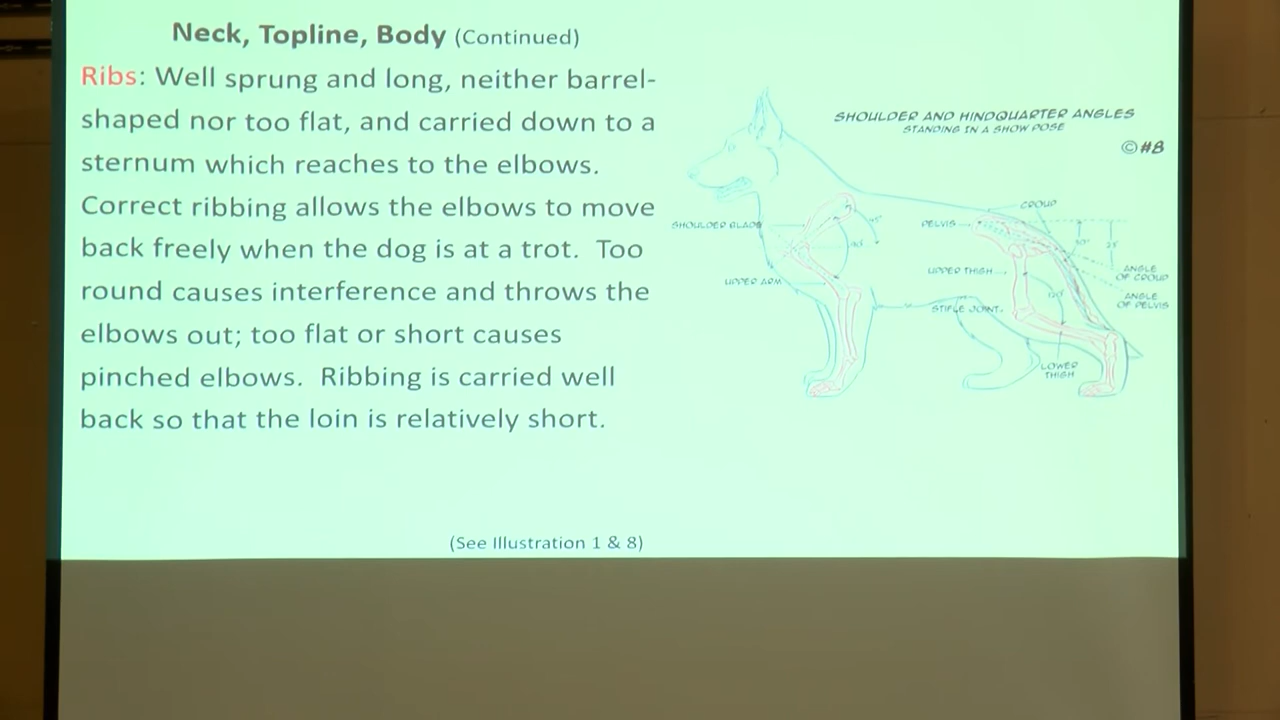 Neck, Topline, Body (Continued)
Ribs: Well sprung and long, neither barrel-
shaped nor too flat, and carried down to a
sternum which reaches to the elbows.
Correct ribbing allows the elbows to move
back freely when the dog is at a trot.  Too
round causes interference and throws the
elbows out; too flat or short causes
pinched elbows.  Ribbing is carried well
back so that the loin is relatively short.
(See Illustration 1 & 8)
SHOULDER AND HINDQUARTER ANGLES
STANDING IN A SHOW POSE
©#8
CROUP
SHOULDER BLADE
PELVIS
UPPER THIGH
ANGLE
OF CROUP
UPPER ARM
ANGLE
OF PELVIS
STIFLE JOINT
LOWER
THIGH